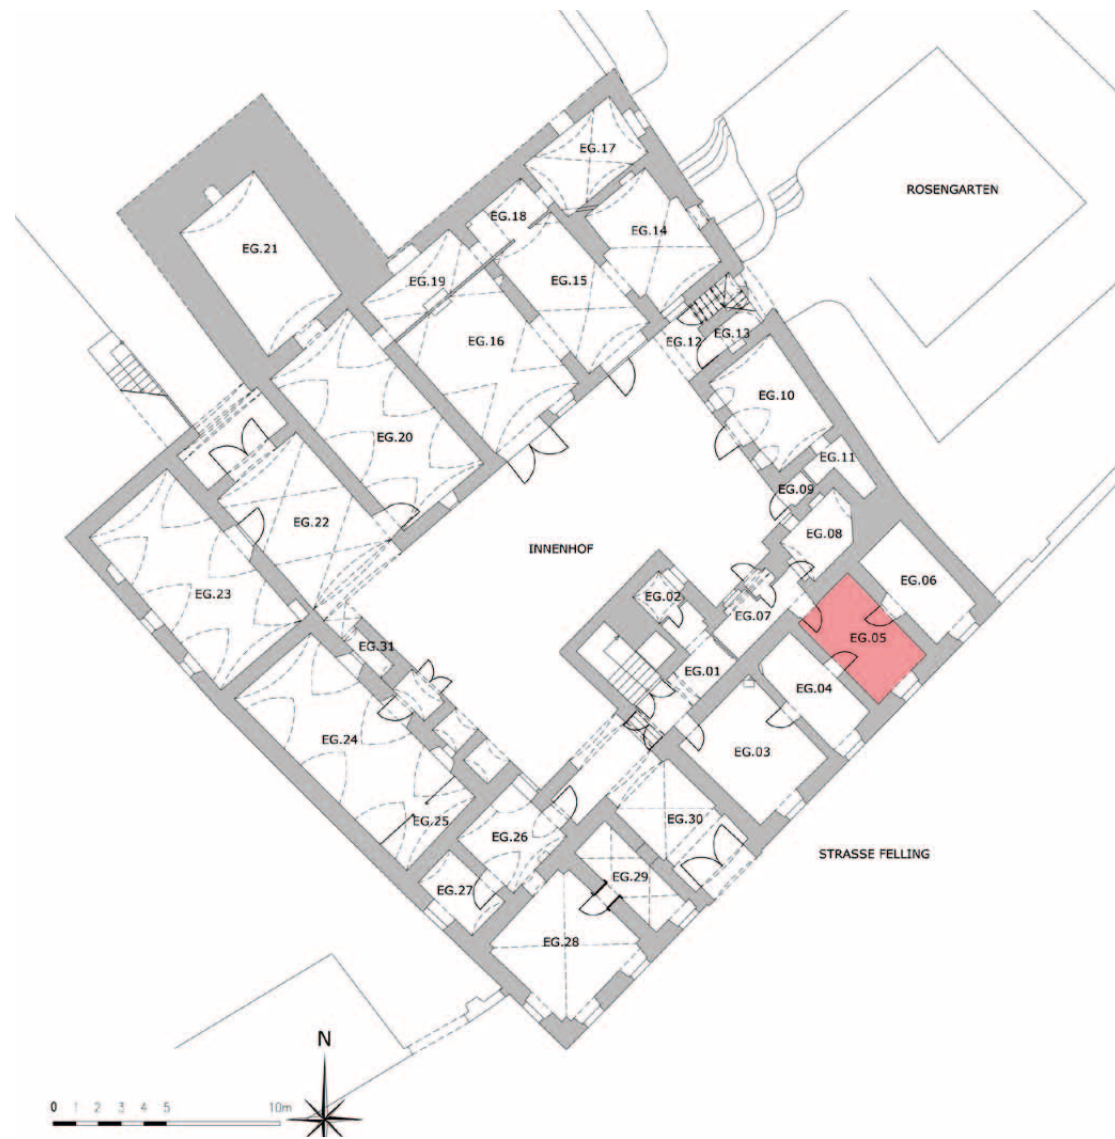 EG.17
ROSENGARTEN
EG.18
EG.14
EG.21
EG.19
EG.15
EG.13
EG.12
EG.16
EG.10
EG.20
EG.11
EG.09
EG.22
EG.08
INNENHOF
EG.06
EG.23
EG.02
EG.07
EG.05
EG.31
EG.01
EG.04
EG.24
EG.03
EG.30
EG.25
EG.26
STRASSE FELLING
EG.29
EG.27
EG.28
N
0 1 2 3 4 5 10m